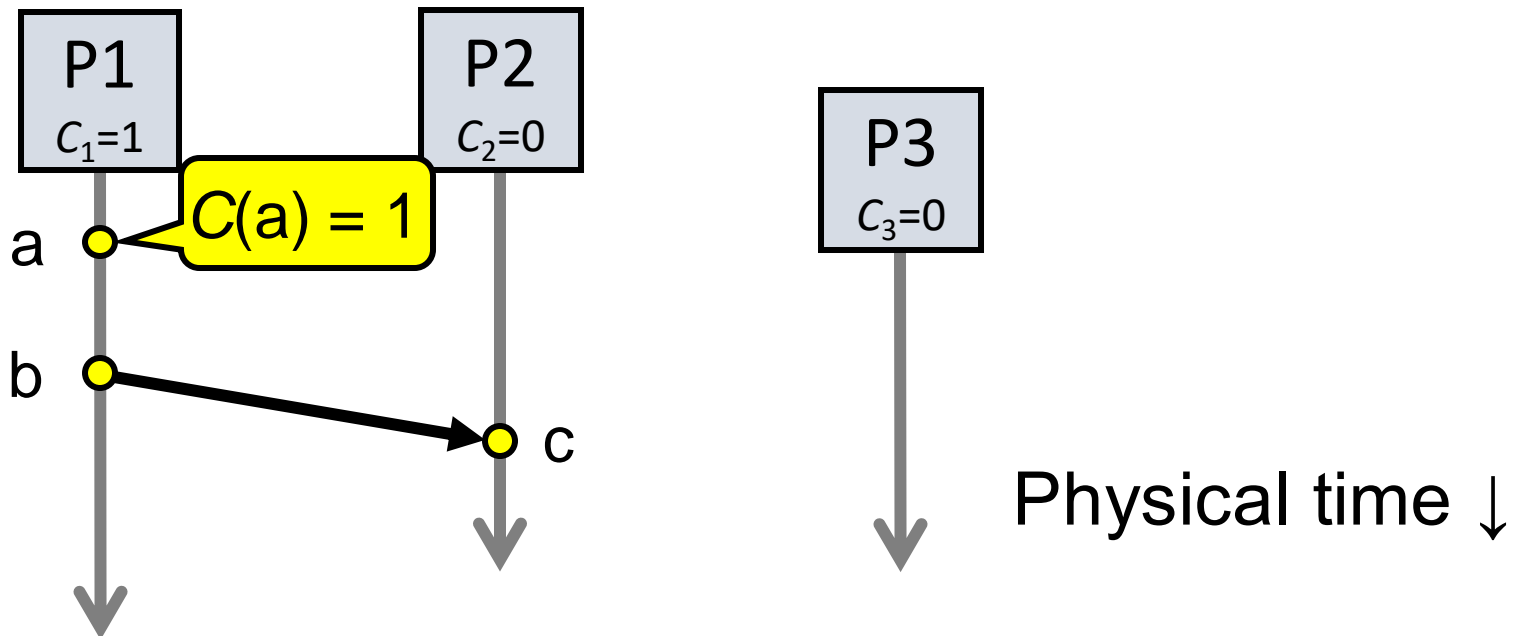 P1
C₁=1
P2
C₂=0
P3
C₃=0
C(a) = 1
a
b
c
Physical time ↓